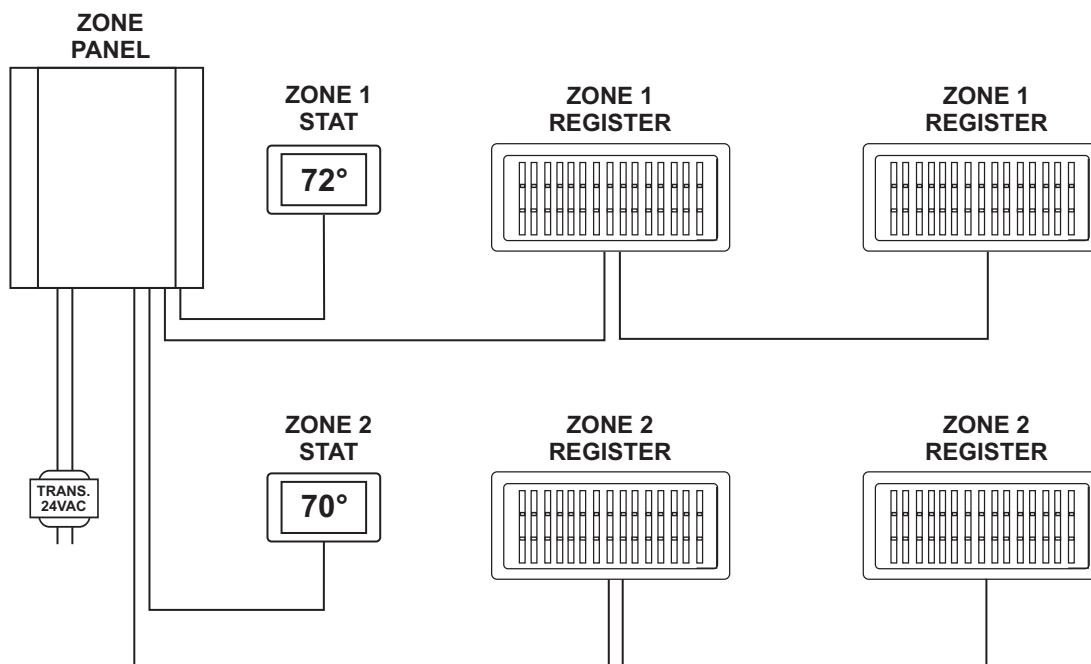 ZONE
PANEL
ZONE 1
STAT
72°
ZONE 1
REGISTER
ZONE 1
REGISTER
TRANS.
24VAC
ZONE 2
STAT
70°
ZONE 2
REGISTER
ZONE 2
REGISTER